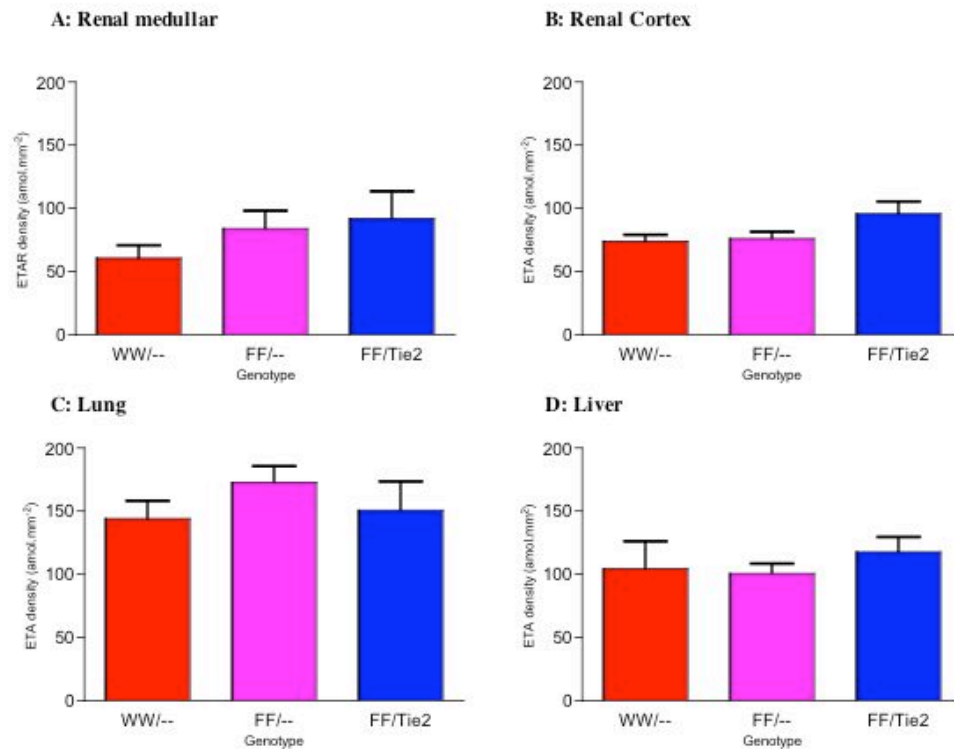 A: Renal medullar
200
150
100
50
0
ETAR density (amol.mm-2)
WW/-- FF/-- FF/Tie2
Genotype
B: Renal Cortex
200
150
100
50
0
ETA density (amol.mm-2)
WW/-- FF/-- FF/Tie2
Genotype
C: Lung
200
150
100
50
0
ETA density (amol.mm-2)
WW/-- FF/-- FF/Tie2
Genotype
D: Liver
200
150
100
50
0
ETA density (amol.mm2)
WW/-- FF/-- FF/Tie2
Genotype